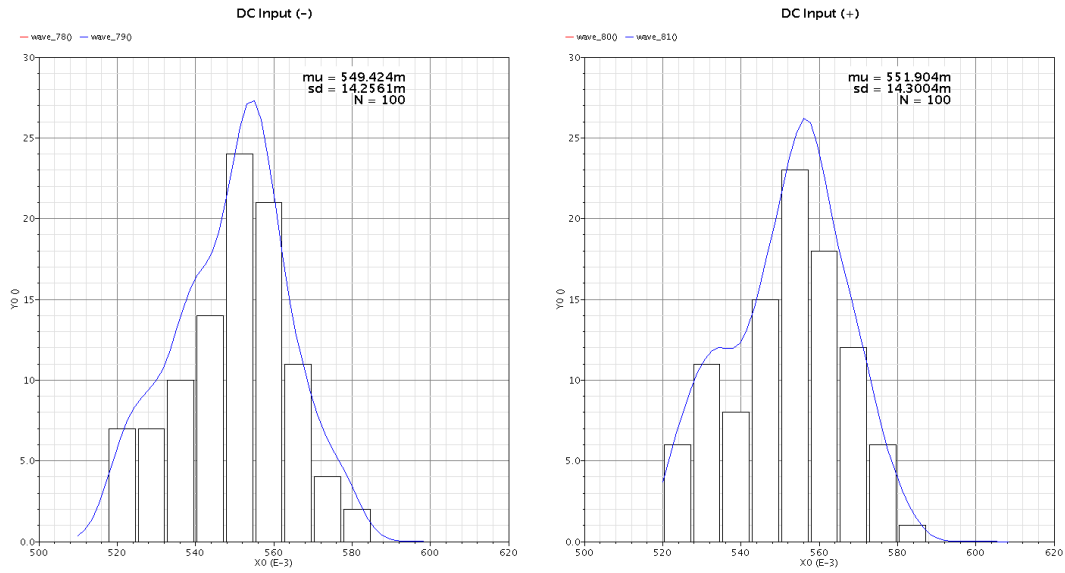 DC Input (-)
wave_78() wave_79()
mu = 549.424m
sd = 14.2561m
N = 100
30
25
20
15
10
5.0
0.0
Y0 ()
500 520 540 560 580 600 620
X0 (E-3)
DC Input (+)
wave_80() wave_81()
mu = 551.904m
sd = 14.3004m
N = 100
30
25
20
15
10
5.0
0.0
Y0 ()
500 520 540 560 580 600 620
X0 (E-3)